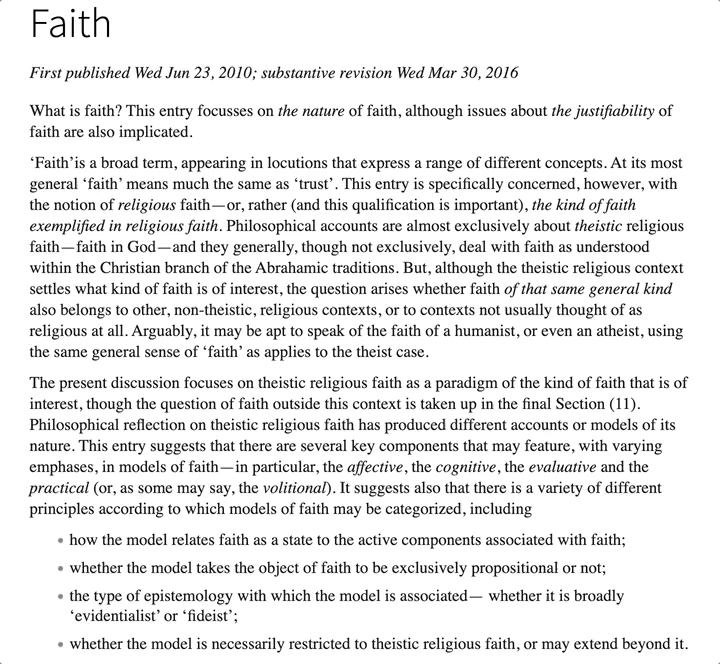 Faith
First published Wed Jun 23, 2010; substantive revision Wed Mar 30, 2016
What is faith? This entry focusses on the nature of faith, although issues about the justifiability of
faith are also implicated.
‘Faith’is a broad term, appearing in locutions that express a range of different concepts. At its most
general ‘faith’ means much the same as ‘trust’. This entry is specifically concerned, however, with
the notion of religious faith—or, rather (and this qualification is important), the kind of faith
exemplified in religious faith. Philosophical accounts are almost exclusively about theistic religious
faith—faith in God—and they generally, though not exclusively, deal with faith as understood
within the Christian branch of the Abrahamic traditions. But, although the theistic religious context
settles what kind of faith is of interest, the question arises whether faith of that same general kind
also belongs to other, non-theistic, religious contexts, or to contexts not usually thought of as
religious at all. Arguably, it may be apt to speak of the faith of a humanist, or even an atheist, using
the same general sense of ‘faith’ as applies to the theist case.
The present discussion focuses on theistic religious faith as a paradigm of the kind of faith that is of
interest, though the question of faith outside this context is taken up in the final Section (11).
Philosophical reflection on theistic religious faith has produced different accounts or models of its
nature. This entry suggests that there are several key components that may feature, with varying
emphases, in models of faith—in particular, the affective, the cognitive, the evaluative and the
practical (or, as some may say, the volitional). It suggests also that there is a variety of different
principles according to which models of faith may be categorized, including
• how the model relates faith as a state to the active components associated with faith;
• whether the model takes the object of faith to be exclusively propositional or not;
• the type of epistemology with which the model is associated— whether it is broadly
‘evidentialist’ or ‘fideist’;
• whether the model is necessarily restricted to theistic religious faith, or may extend beyond it.